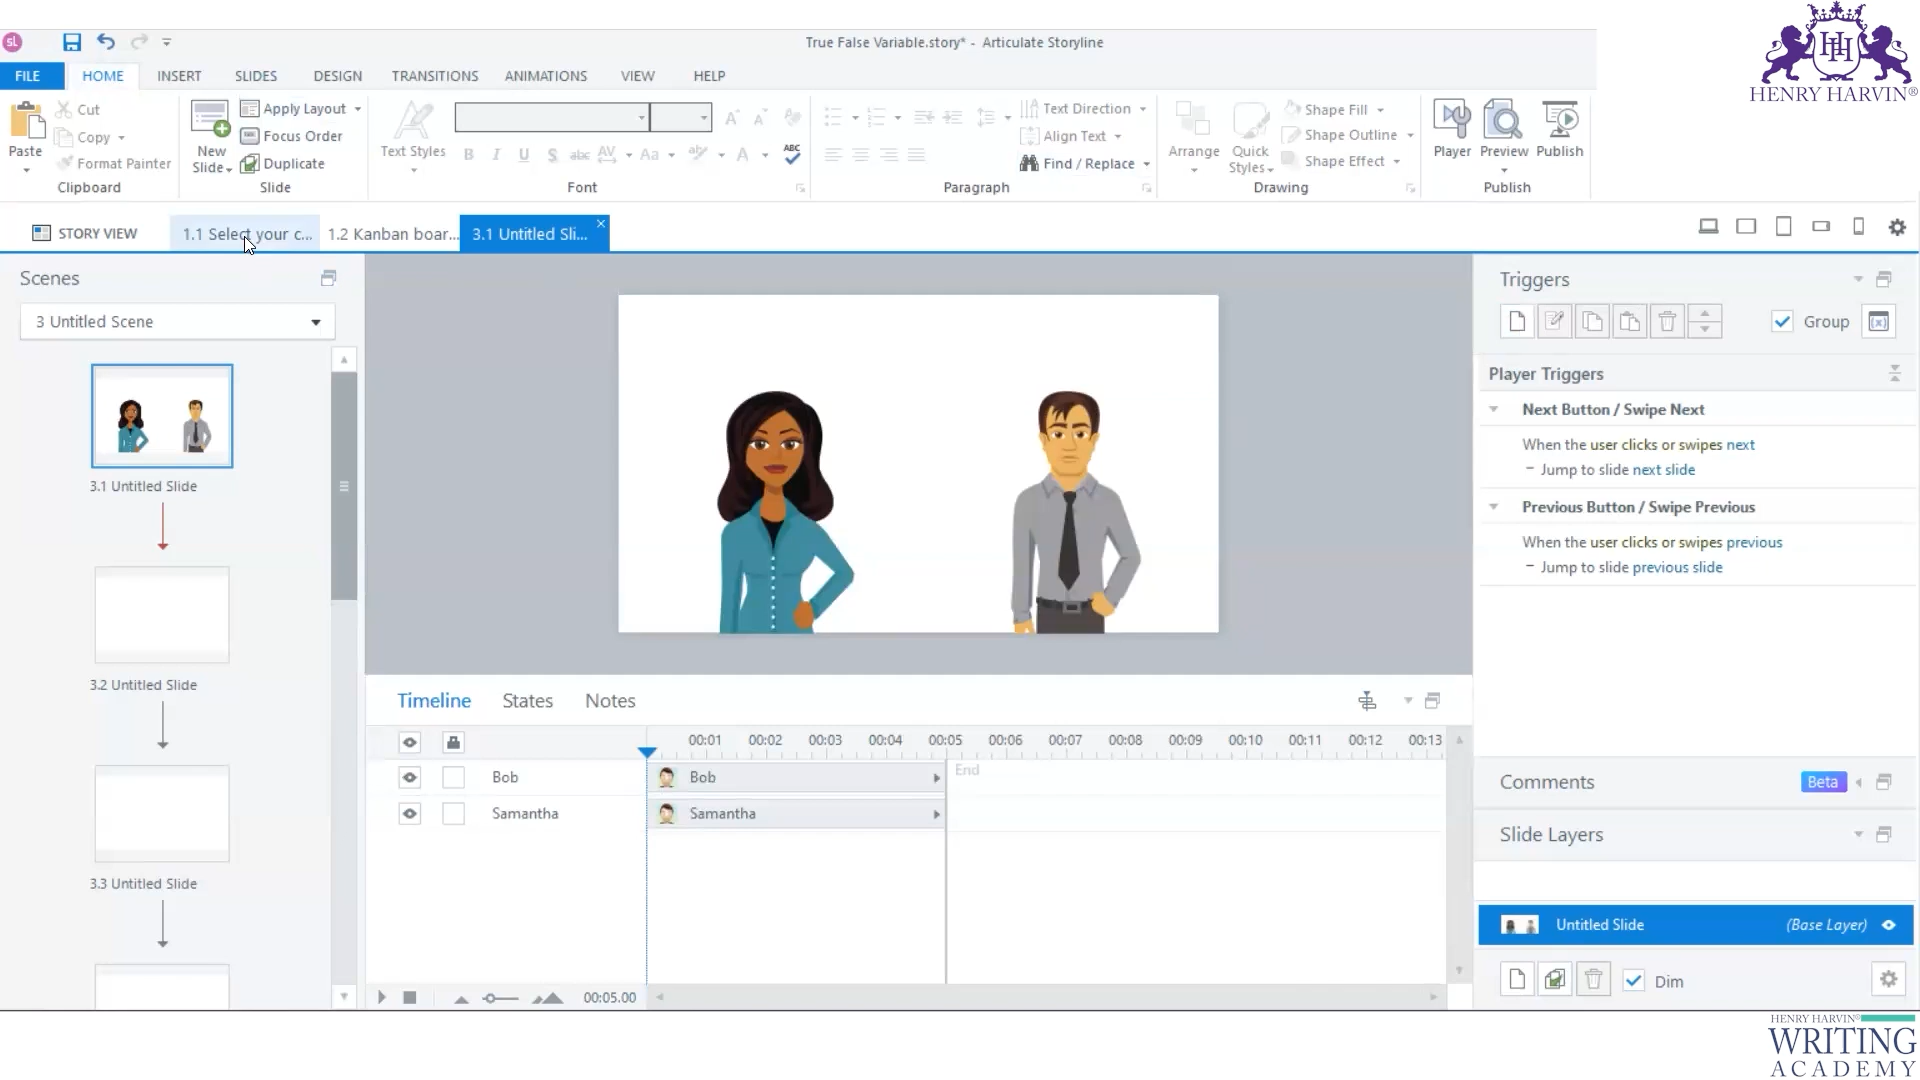 HENRY HARVIN®
sl
True False Variable.story* - Articulate Storyline
FILE HOME INSERT SLIDES DESIGN TRANSITIONS ANIMATIONS VIEW HELP
Paste
Cut
Copy
Format Painter
Clipboard
New Slide
Apply Layout
Focus Order
Duplicate
Slide
Text Styles
B I U S abc AV Aa ab A ABC
Font
Text Direction
Align Text
Find / Replace
Paragraph
Arrange
Quick Styles
Shape Fill
Shape Outline
Shape Effect
Drawing
Player Preview Publish
Publish
STORY VIEW 1.1 Select your c... 1.2 Kanban boar... 3.1 Untitled Sli...
Scenes
3 Untitled Scene
3.1 Untitled Slide
3.2 Untitled Slide
3.3 Untitled Slide
Timeline States Notes
00:01 00:02 00:03 00:04 00:05 00:06 00:07 00:08 00:09 00:10 00:11 00:12 00:13
Bob Bob End
Samantha Samantha
00:05.00
Triggers
Group
Player Triggers
Next Button / Swipe Next
When the user clicks or swipes next
- Jump to slide next slide
Previous Button / Swipe Previous
When the user clicks or swipes previous
- Jump to slide previous slide
Comments Beta
Slide Layers
Untitled Slide (Base Layer)
Dim
HENRY HARVIN®
WRITING
ACADEMY